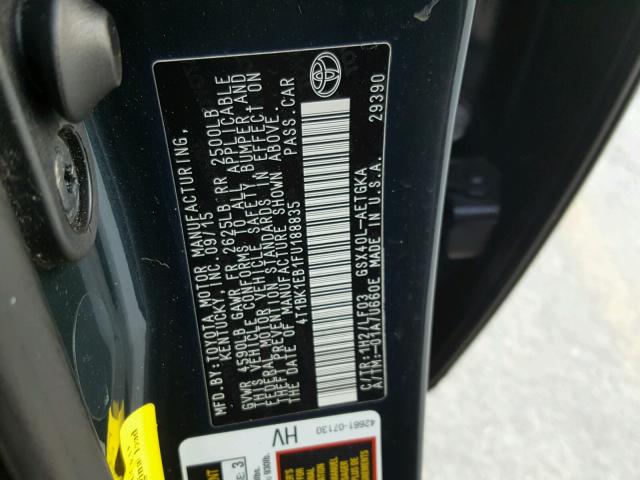 MFD.BY:TOYOTA MOTOR MANUFACTURING,
KENTUCKY, INC. 09/15
GVWR 4590LB GAWR FR 2625LB RR 2500LB
THIS VEHICLE CONFORMS TO ALL APPLICABLE
FEDERAL MOTOR VEHICLE SAFETY, BUMPER, AND
THEFT PREVENTION STANDARDS IN EFFECT ON
THE DATE OF MANUFACTURE SHOWN ABOVE.
4T1BK1EB1FU188835 PASS. CAR
C/TR:1H2/LF03 GSX40L-AETGKA
A/TM:-01A/U660E MADE IN U.S.A.
29390
42661-07130
HV